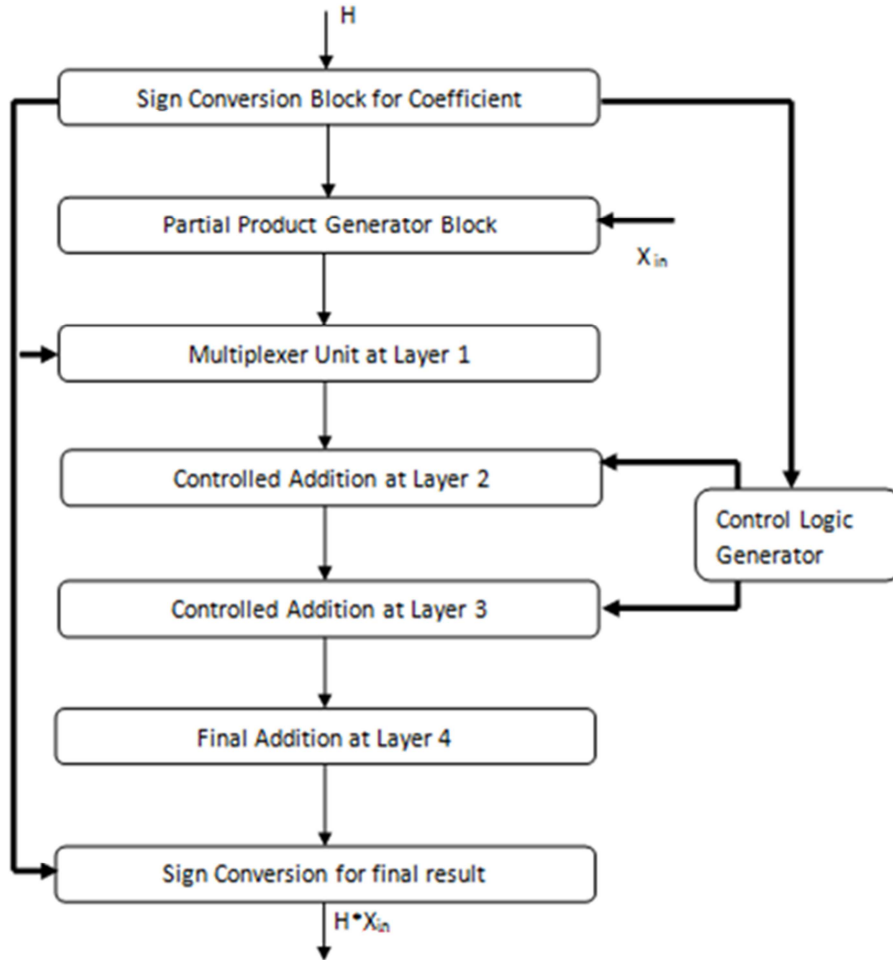 H
Sign Conversion Block for Coefficient
Partial Product Generator Block
Xin
Multiplexer Unit at Layer 1
Controlled Addition at Layer 2
Control Logic
Generator
Controlled Addition at Layer 3
Final Addition at Layer 4
Sign Conversion for final result
H*Xin